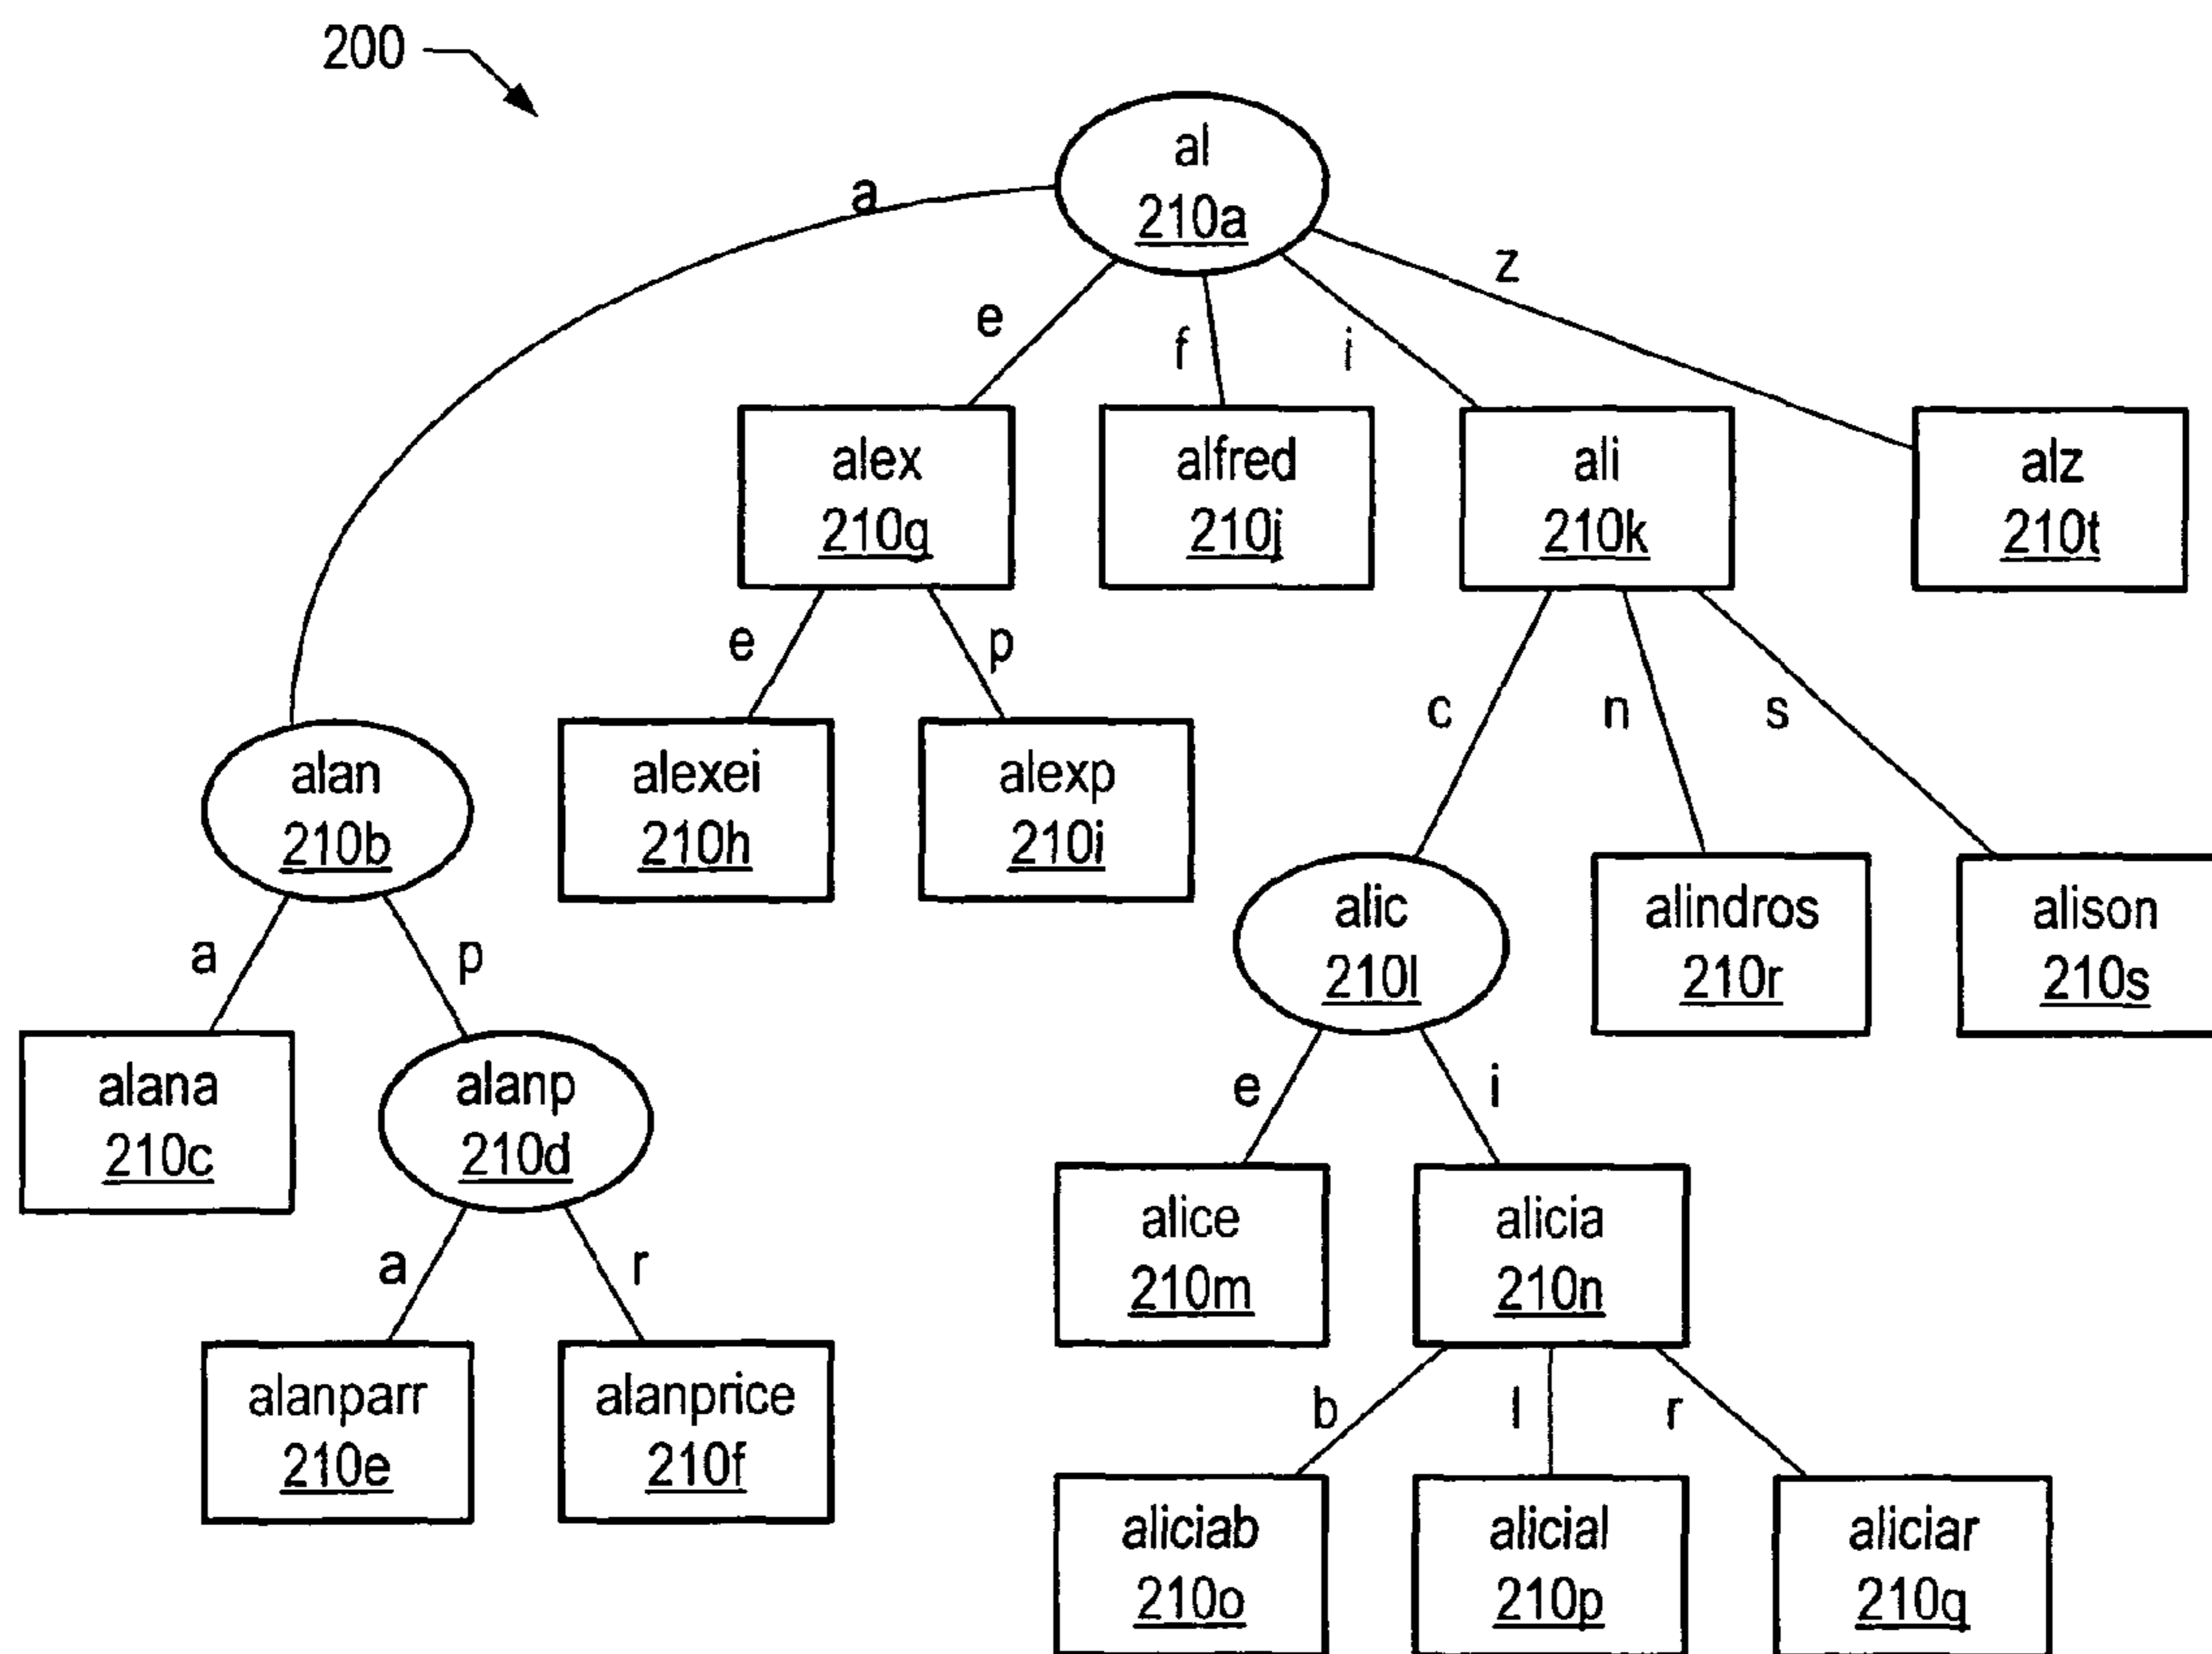 200
al
210a
a
e
f
i
z
alex
210g
alfred
210j
ali
210k
alz
210t
e
p
c
n
s
alan
210b
alexei
210h
alexp
210i
alic
210l
alindros
210r
alison
210s
a
p
e
i
alana
210c
alanp
210d
alice
210m
alicia
210n
a
r
b
l
r
alanparr
210e
alanprice
210f
aliciab
210o
alicial
210p
aliciar
210q